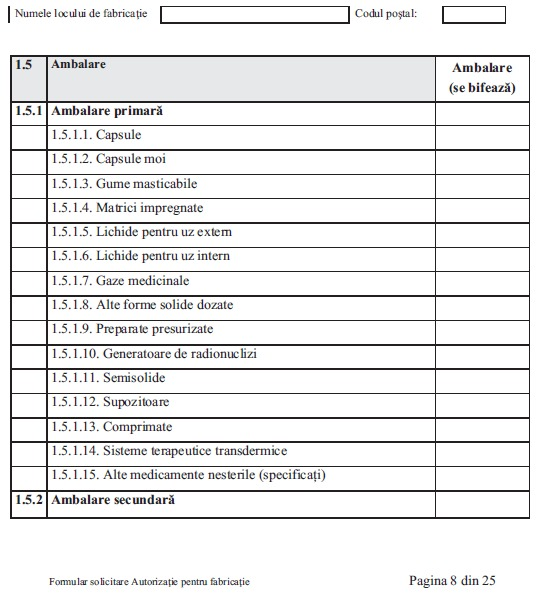 Numele locului de fabricație Codul poștal:
1.5 Ambalare Ambalare
(se bifează)
1.5.1 Ambalare primară
1.5.1.1. Capsule
1.5.1.2. Capsule moi
1.5.1.3. Gume masticabile
1.5.1.4. Matrici impregnate
1.5.1.5. Lichide pentru uz extern
1.5.1.6. Lichide pentru uz intern
1.5.1.7. Gaze medicinale
1.5.1.8. Alte forme solide dozate
1.5.1.9. Preparate presurizate
1.5.1.10. Generatoare de radionuclizi
1.5.1.11. Semisolide
1.5.1.12. Supozitoare
1.5.1.13. Comprimate
1.5.1.14. Sisteme terapeutice transdermice
1.5.1.15. Alte medicamente nesterile (specificați)
1.5.2 Ambalare secundară
Formular solicitare Autorizație pentru fabricație Pagina 8 din 25